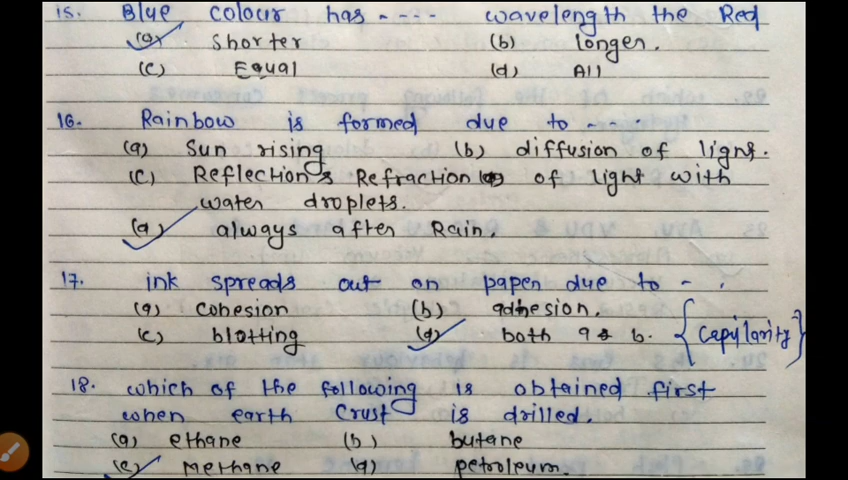 15. Blue colour has ---- wavelength the Red
(a) Shorter (b) longer.
(c) Equal (d) All
16. Rainbow is formed due to ----
(a) Sun rising (b) diffusion of light.
(c) Reflection & Refraction of light with
water droplets.
(d) always after Rain.
17. ink spreads out on paper due to - .
(a) cohesion (b) adhesion.
(c) blotting (d) both a & b. { Capillarity }
18. which of the following is obtained first
when earth crust is drilled.
(a) ethane (b) butane
(c) Methane (d) petroleum.